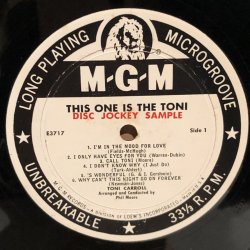 LONG PLAYING MICROGROOVE
M-G-M
THIS ONE IS THE TONI
DISC JOCKEY SAMPLE
E3717
Side 1
1. I'M IN THE MOOD FOR LOVE
(Fields-McHugh)
2. I ONLY HAVE EYES FOR YOU (Warren-Dubin)
3. CALL TONI (Moore)
4. I DON'T KNOW WHY (J Just Do)
(Turk-Ahlert)
5. 'S WONDERFUL (G. & I. Gershwin)
6. WHY CAN'T THIS NIGHT GO ON FOREVER
(Newman-Jones)
TONI CARROLL
Arranged and Conducted by
Phil Moore
UNBREAKABLE
33⅓ R.P.M.